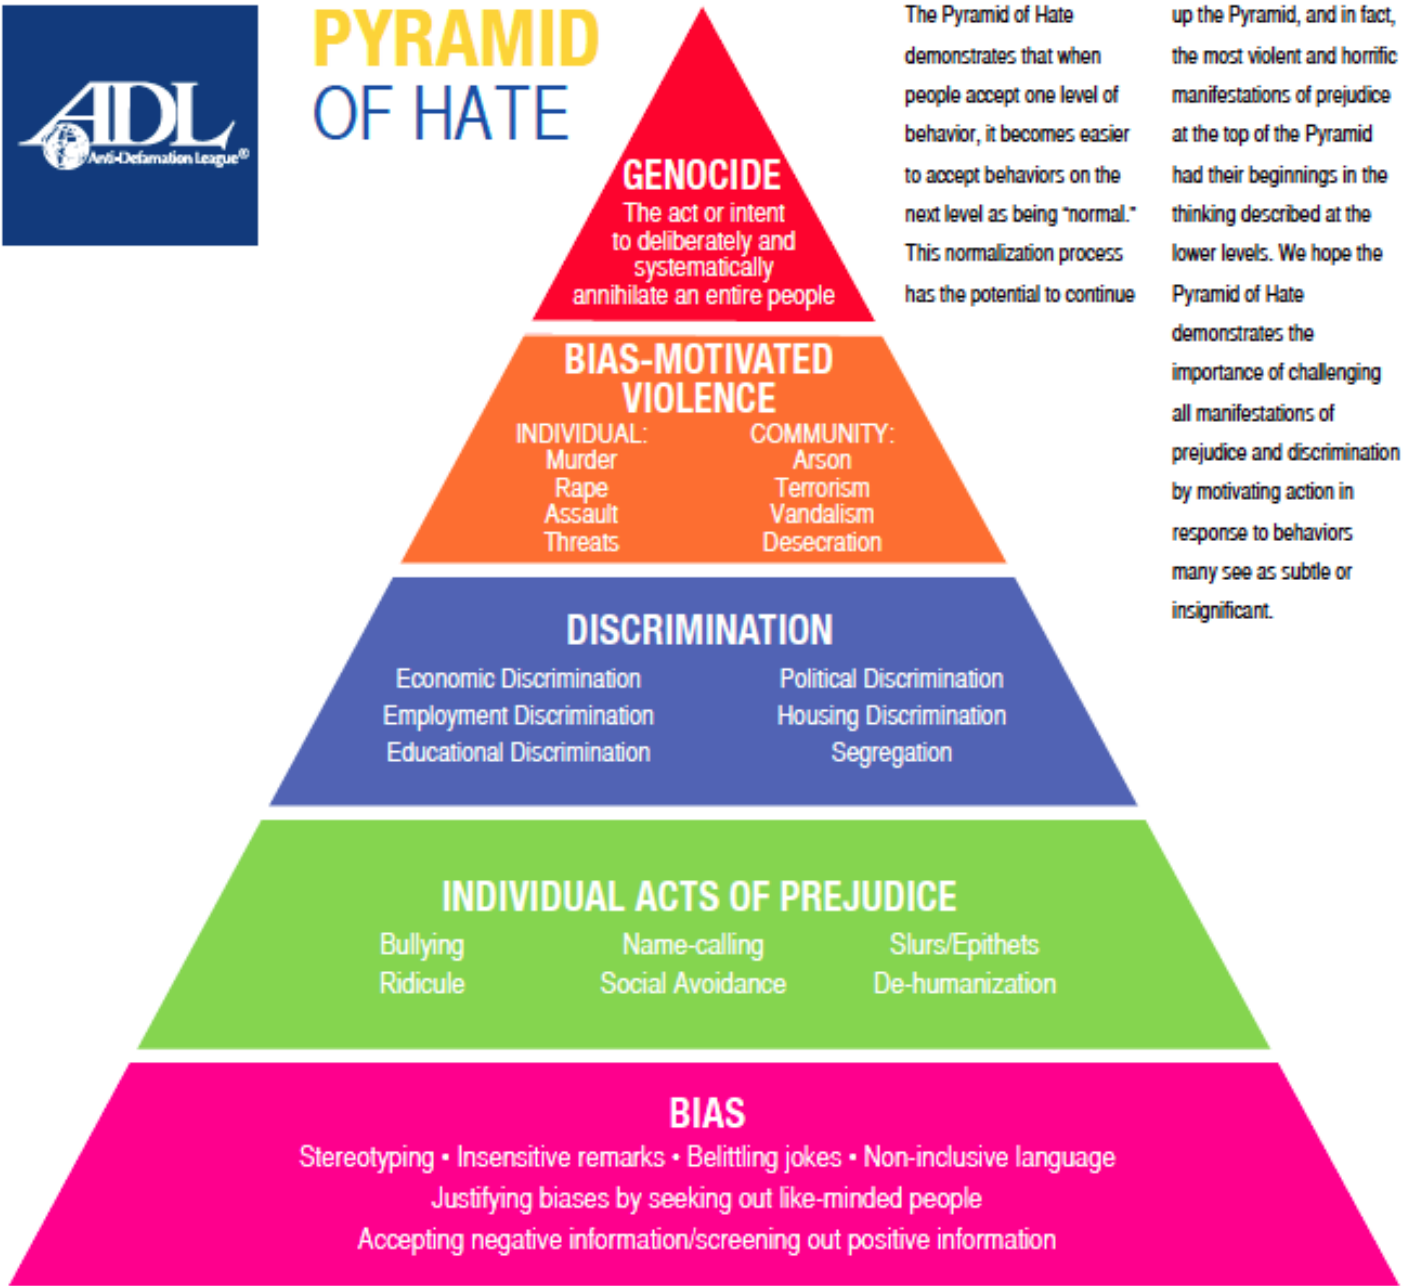 ADL
Anti-Defamation League®
PYRAMID
OF HATE
The Pyramid of Hate
demonstrates that when
people accept one level of
behavior, it becomes easier
to accept behaviors on the
next level as being “normal.”
This normalization process
has the potential to continue
up the Pyramid, and in fact,
the most violent and horrific
manifestations of prejudice
at the top of the Pyramid
had their beginnings in the
thinking described at the
lower levels. We hope the
Pyramid of Hate
demonstrates the
importance of challenging
all manifestations of
prejudice and discrimination
by motivating action in
response to behaviors
many see as subtle or
insignificant.
GENOCIDE
The act or intent
to deliberately and
systematically
annihilate an entire people
BIAS-MOTIVATED
VIOLENCE
INDIVIDUAL:
Murder
Rape
Assault
Threats
COMMUNITY:
Arson
Terrorism
Vandalism
Desecration
DISCRIMINATION
Economic Discrimination
Employment Discrimination
Educational Discrimination
Political Discrimination
Housing Discrimination
Segregation
INDIVIDUAL ACTS OF PREJUDICE
Bullying Name-calling Slurs/Epithets
Ridicule Social Avoidance De-humanization
BIAS
Stereotyping • Insensitive remarks • Belittling jokes • Non-inclusive language
Justifying biases by seeking out like-minded people
Accepting negative information/screening out positive information